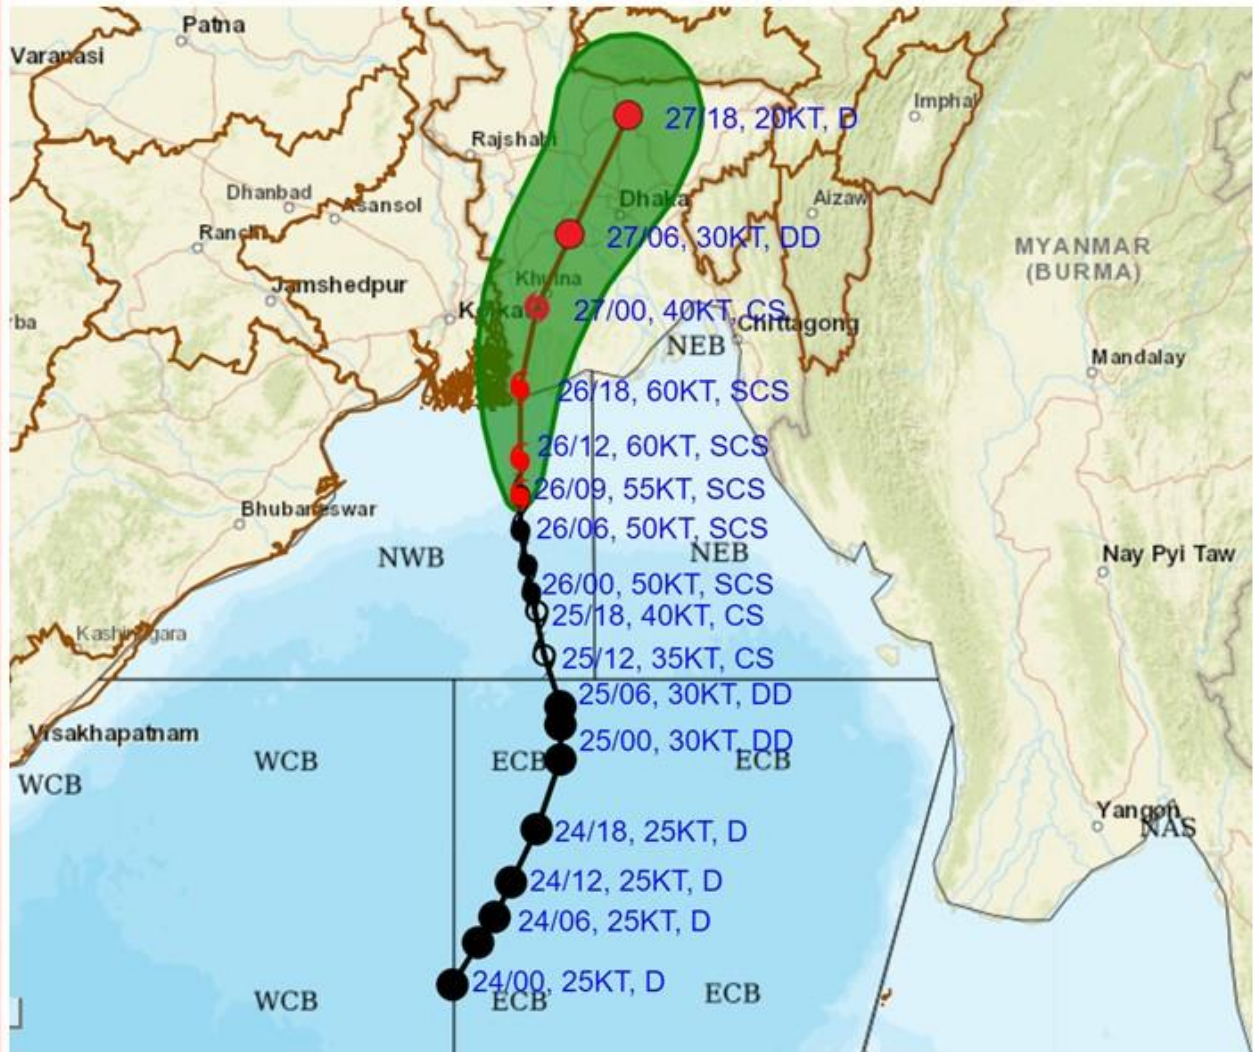 Patna
Varanasi
27/18, 20KT, D
Imphal
Rajshahi
Dhanbad
Asansol
Dhaka
Aizaw
Ranchi
27/06, 30KT, DD
MYANMAR
(BURMA)
Khulna
Jamshedpur
Kolkata
27/00, 40KT, CS
rba
Chittagong
NEB
Mandalay
26/18, 60KT, SCS
26/12, 60KT, SCS
26/09, 55KT, SCS
Bhubaneswar
26/06, 50KT, SCS
NWB
NEB
Nay Pyi Taw
26/00, 50KT, SCS
25/18, 40KT, CS
Kashinagara
25/12, 35KT, CS
25/06, 30KT, DD
Visakhapatnam
25/00, 30KT, DD
WCB
ECB
ECB
WCB
Yangon
NAS
24/18, 25KT, D
24/12, 25KT, D
24/06, 25KT, D
24/00, 25KT, D
WCB
ECB
ECB